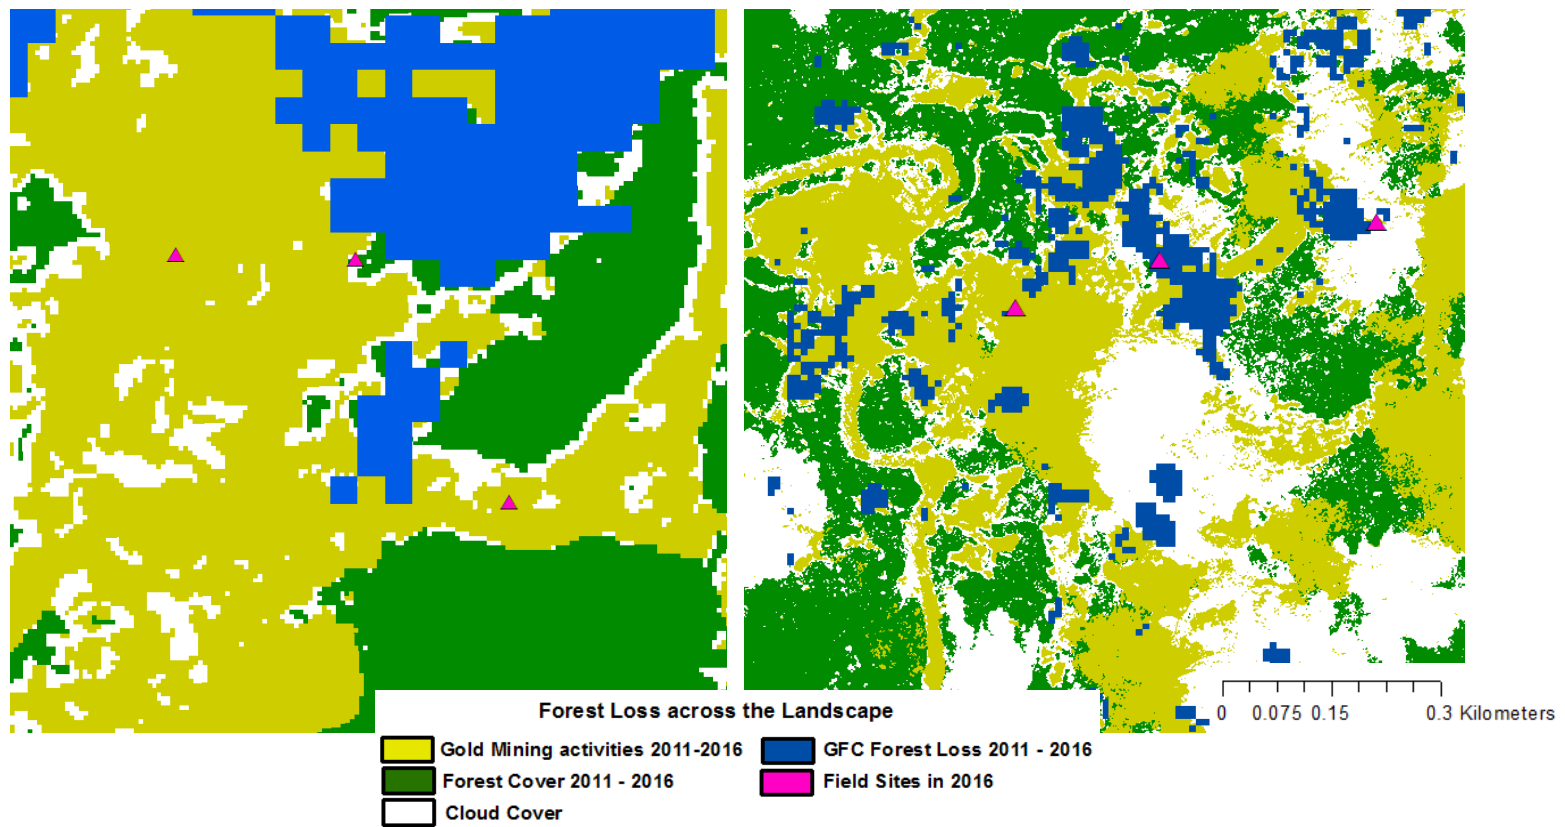 0 0.075 0.15 0.3 Kilometers
Forest Loss across the Landscape
Gold Mining activities 2011-2016
GFC Forest Loss 2011 - 2016
Forest Cover 2011 - 2016
Field Sites in 2016
Cloud Cover